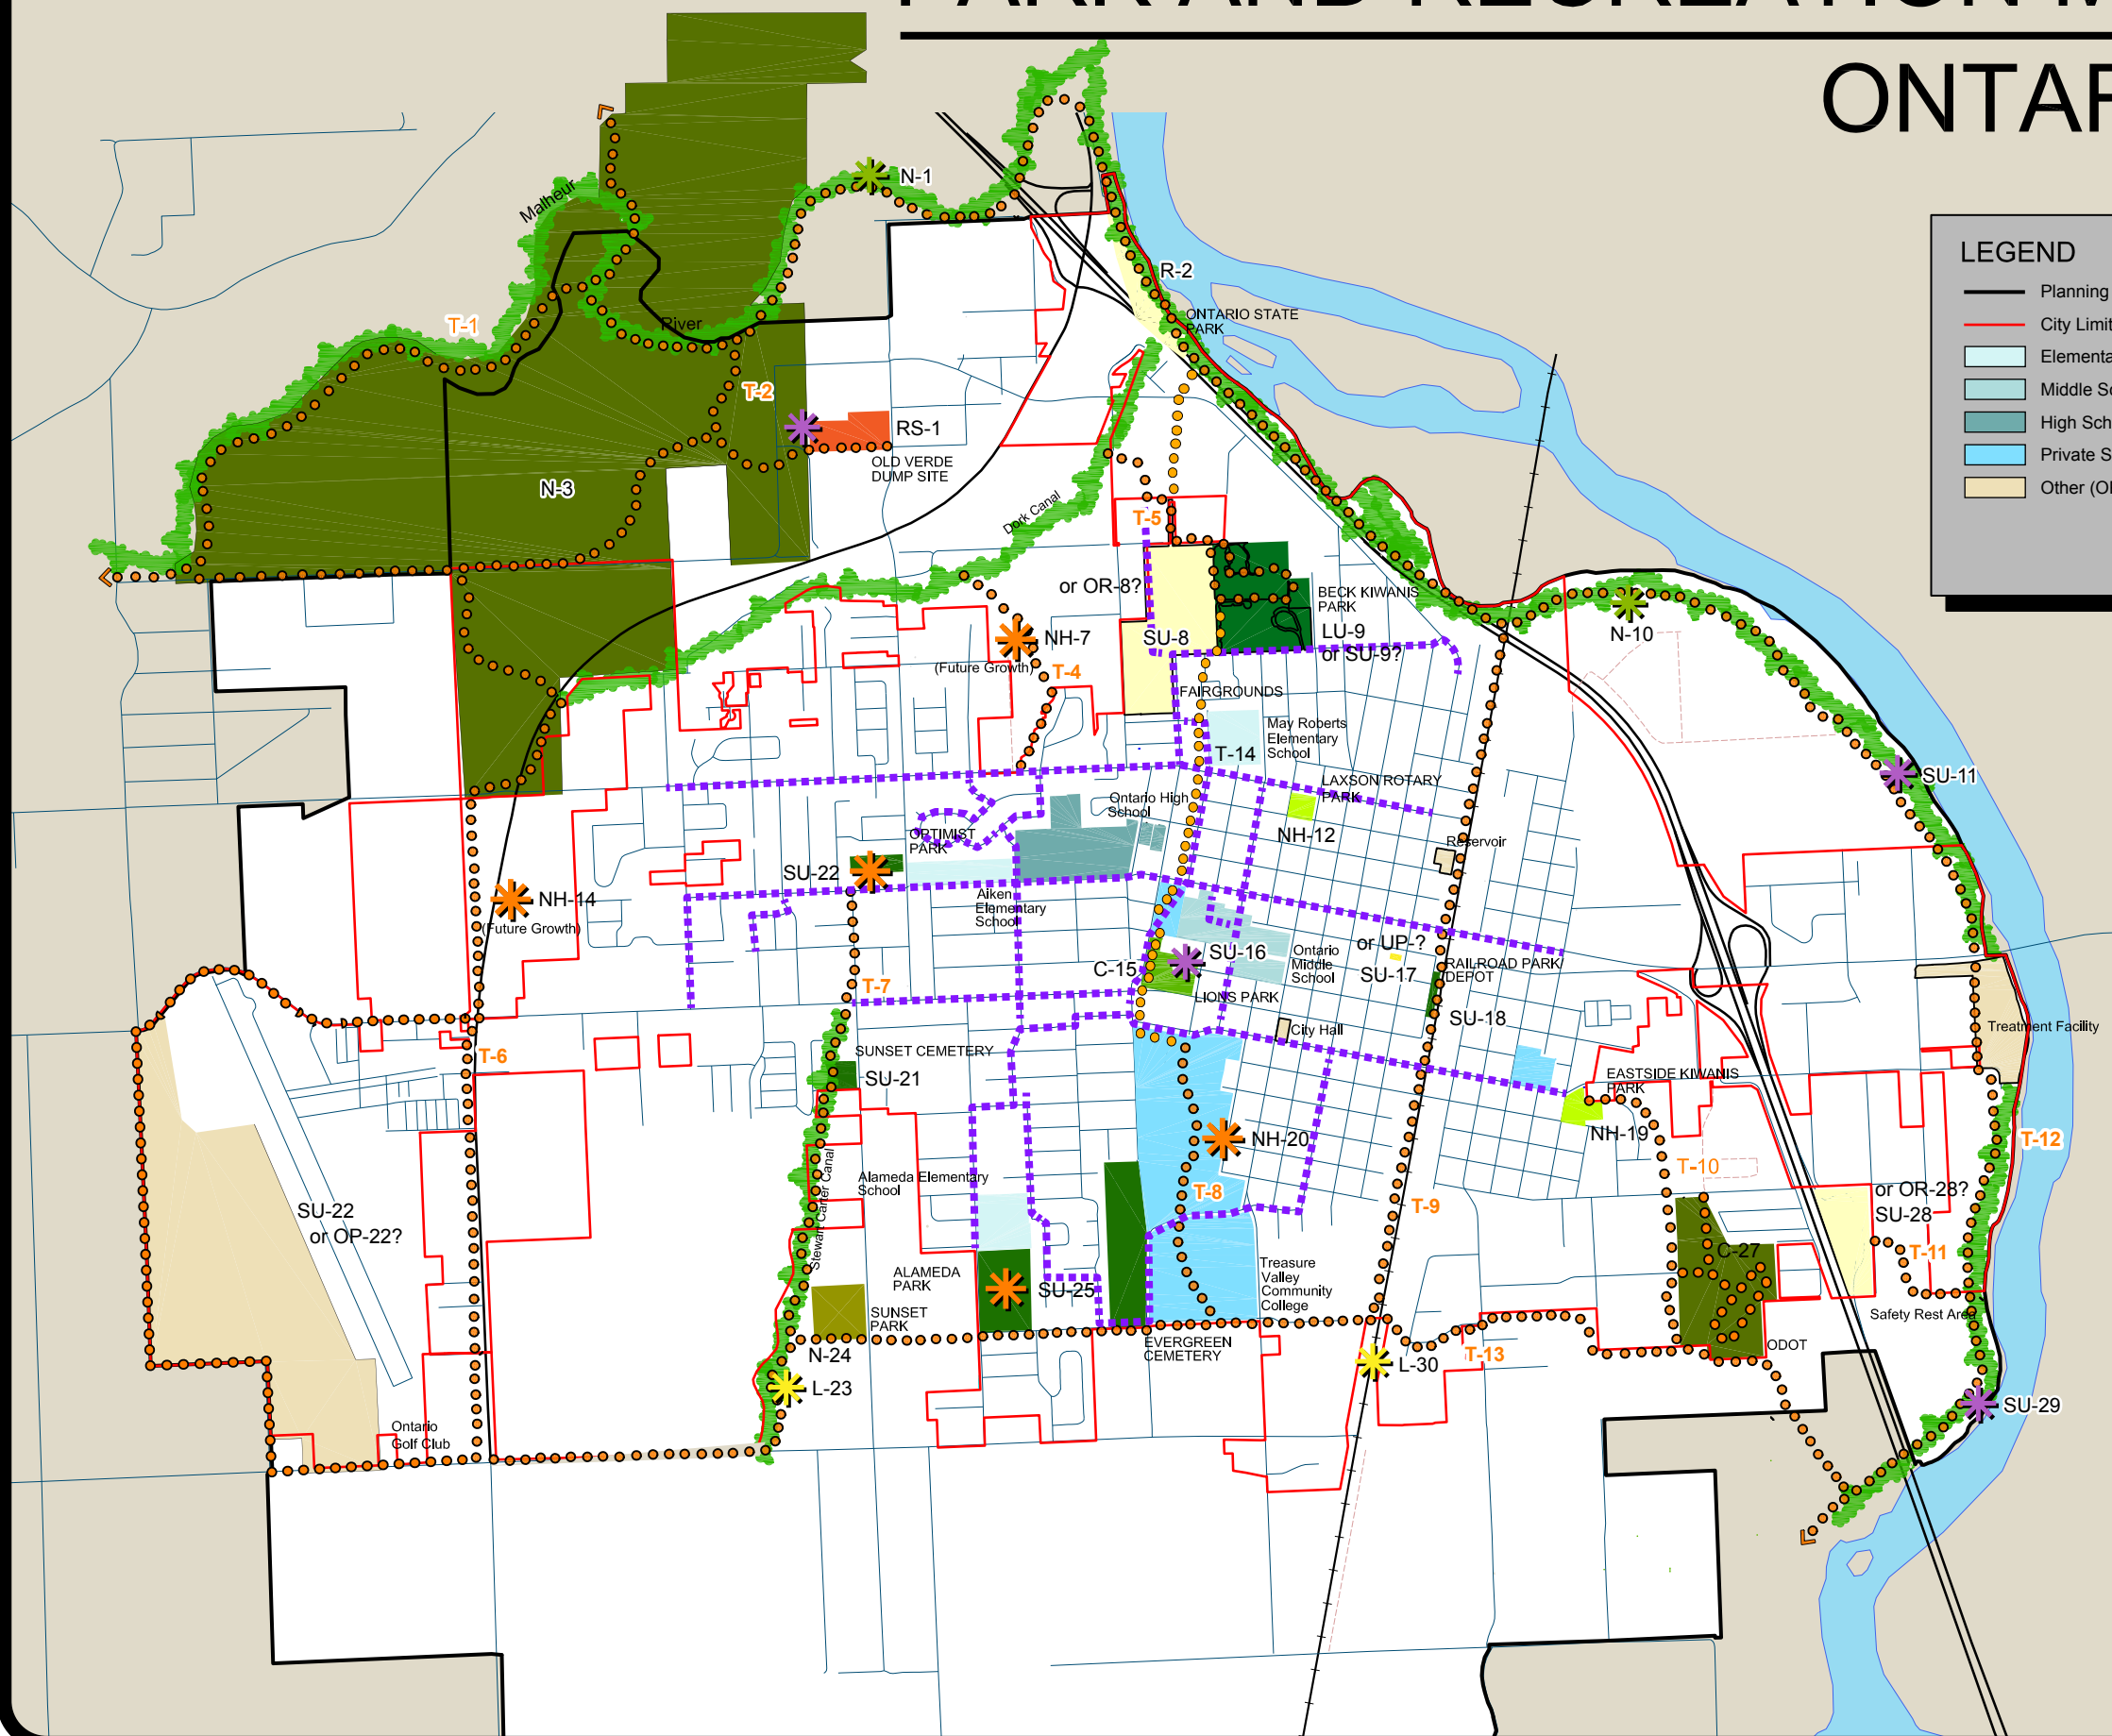 ONTAR
LEGEND
Planning
City Limit
Elementa
Middle Sc
High Sch
Private S
Other (O
N-1
Malheur
R-2
T-1
River
ONTARIO STATE
PARK
T-2
RS-1
OLD VERDE
DUMP SITE
N-3
Dork Canal
T-5
or OR-8?
BECK KIWANIS
PARK
LU-9
or SU-9?
N-10
NH-7
(Future Growth)
T-4
SU-8
FAIRGROUNDS
May Roberts
Elementary
School
T-14
SU-11
LAXSON ROTARY
PARK
Ontario High
School
NH-12
OPTIMIST
PARK
SU-22
Reservoir
NH-14
(Future Growth)
Aiken
Elementary
School
or UP-?
SU-16
Ontario
Middle
School
C-15
SU-17
RAILROAD PARK
DEPOT
LIONS PARK
T-7
SU-18
City Hall
Treatment Facility
T-6
SUNSET CEMETERY
SU-21
EASTSIDE KIWANIS
PARK
NH-19
NH-20
T-12
T-10
Stewart Carter Canal
Alameda Elementary
School
T-8
T-9
or OR-28?
SU-28
SU-22
or OP-22?
C-27
T-11
ALAMEDA
PARK
SU-25
Treasure
Valley
Community
College
SUNSET
PARK
Safety Rest Area
EVERGREEN
CEMETERY
ODOT
N-24
T-13
L-30
L-23
SU-29
Ontario
Golf Club